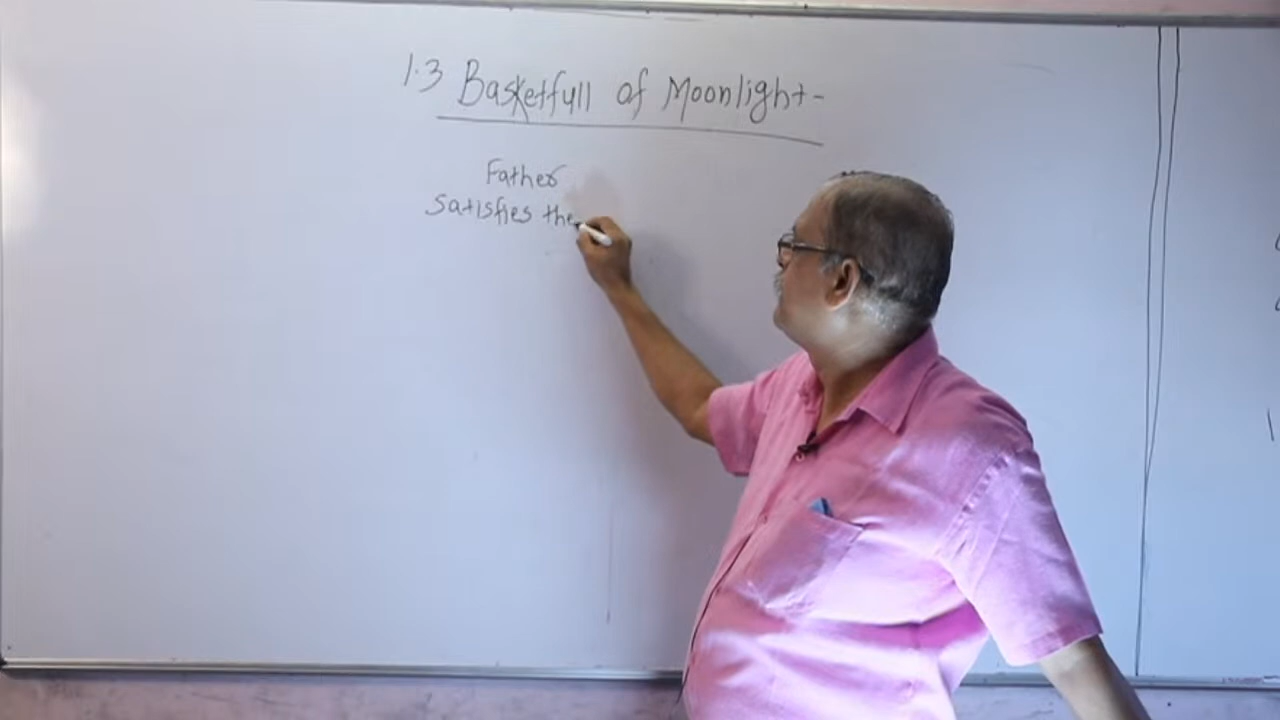 1.3 Basketfull of Moonlight-
Father
Satisfies the